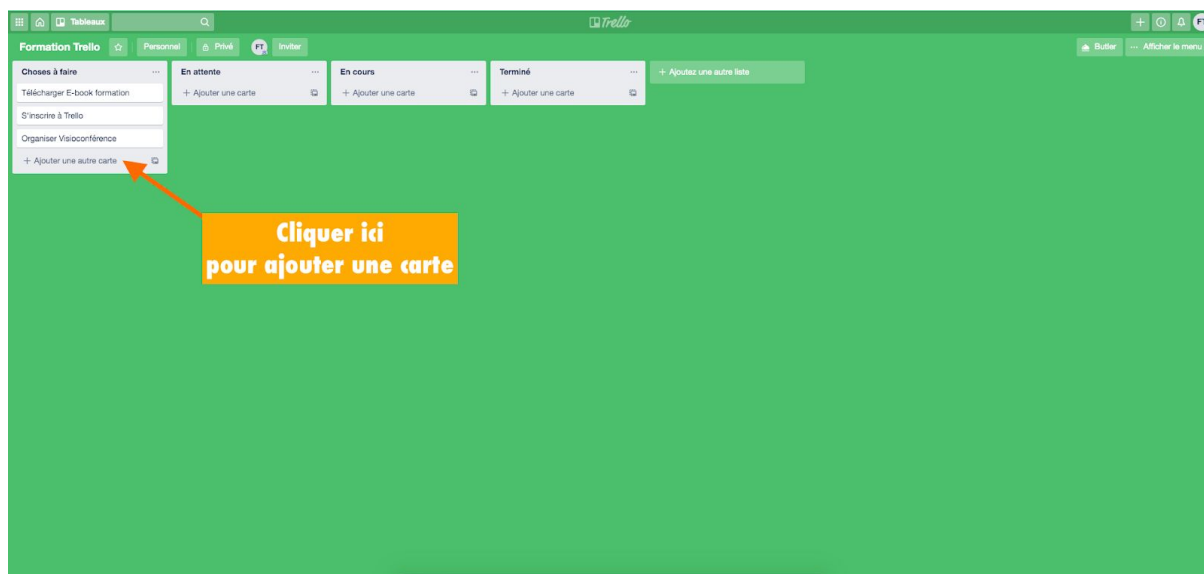 Tableaux
Trello
Formation Trello
Personnel
Privé
FT
Inviter
Butler
··· Afficher le menu
Choses à faire ···
Télécharger E-book formation
S'inscrire à Trello
Organiser Visioconférence
+ Ajouter une autre carte
En attente ···
+ Ajouter une carte
En cours ···
+ Ajouter une carte
Terminé ···
+ Ajouter une carte
+ Ajoutez une autre liste
Cliquer ici
pour ajouter une carte